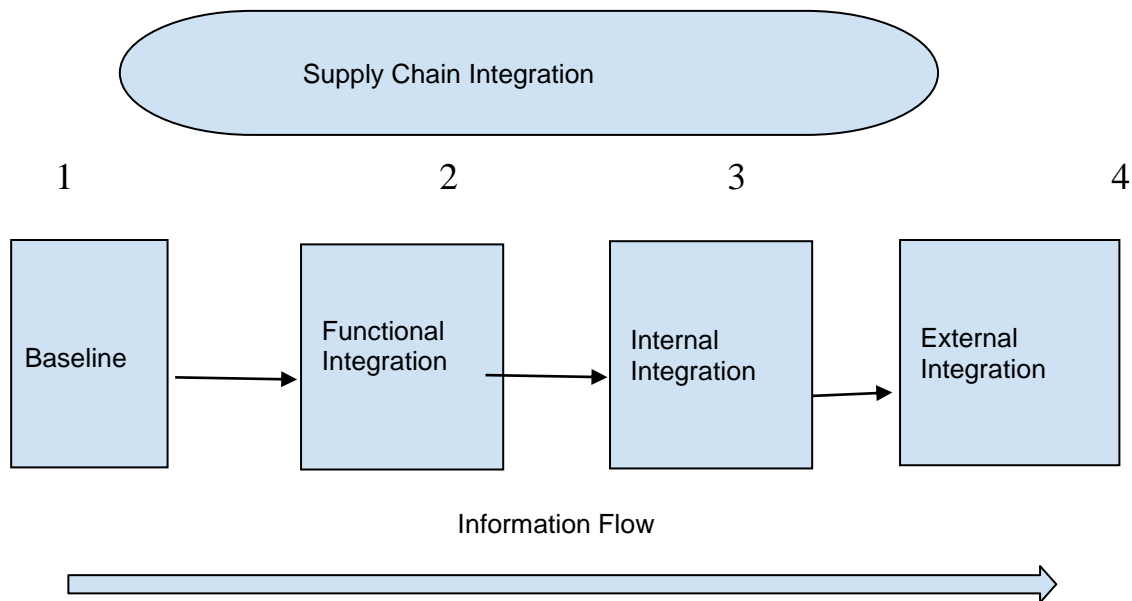 Supply Chain Integration
1 2 3 4
Baseline
Functional
Integration
Internal
Integration
External
Integration
Information Flow